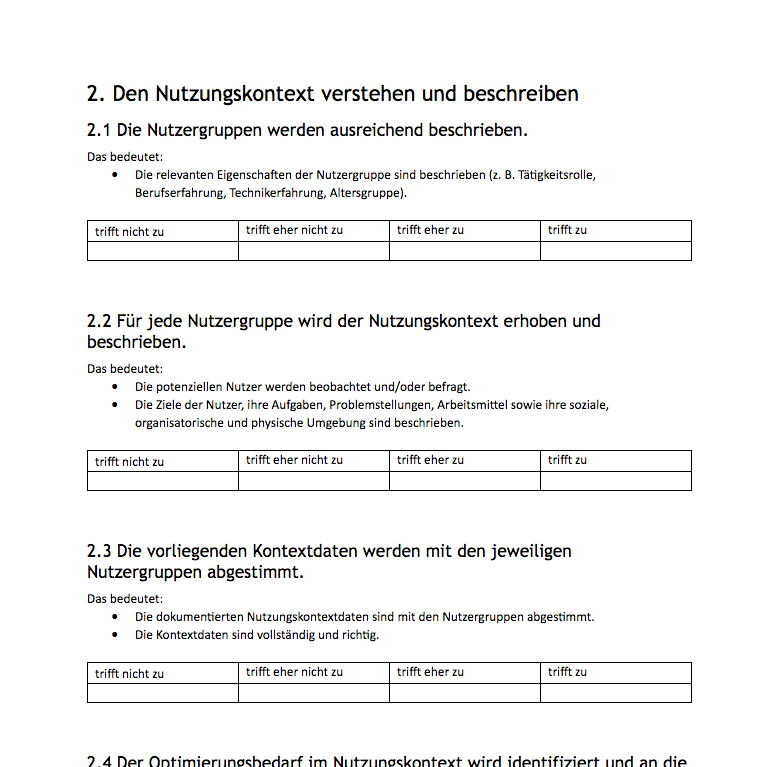 2. Den Nutzungskontext verstehen und beschreiben
2.1 Die Nutzergruppen werden ausreichend beschrieben.
Das bedeutet:
• Die relevanten Eigenschaften der Nutzergruppe sind beschrieben (z. B. Tätigkeitsrolle,
Berufserfahrung, Technikerfahrung, Altersgruppe).
trifft nicht zu trifft eher nicht zu trifft eher zu trifft zu
2.2 Für jede Nutzergruppe wird der Nutzungskontext erhoben und
beschrieben.
Das bedeutet:
• Die potenziellen Nutzer werden beobachtet und/oder befragt.
• Die Ziele der Nutzer, ihre Aufgaben, Problemstellungen, Arbeitsmittel sowie ihre soziale,
organisatorische und physische Umgebung sind beschrieben.
trifft nicht zu trifft eher nicht zu trifft eher zu trifft zu
2.3 Die vorliegenden Kontextdaten werden mit den jeweiligen
Nutzergruppen abgestimmt.
Das bedeutet:
• Die dokumentierten Nutzungskontextdaten sind mit den Nutzergruppen abgestimmt.
• Die Kontextdaten sind vollständig und richtig.
trifft nicht zu trifft eher nicht zu trifft eher zu trifft zu
2.4 Der Optimierungsbedarf im Nutzungskontext wird identifiziert und an die